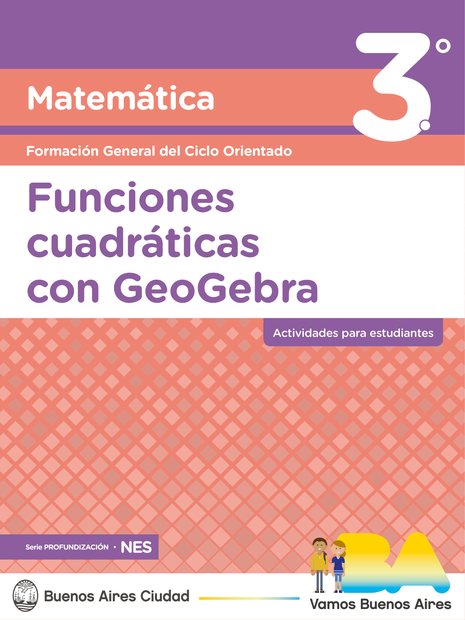 3.°
Matemática
Formación General del Ciclo Orientado
Funciones
cuadráticas
con GeoGebra
Actividades para estudiantes
Serie PROFUNDIZACIÓN • NES
Buenos Aires Ciudad
BA
Vamos Buenos Aires